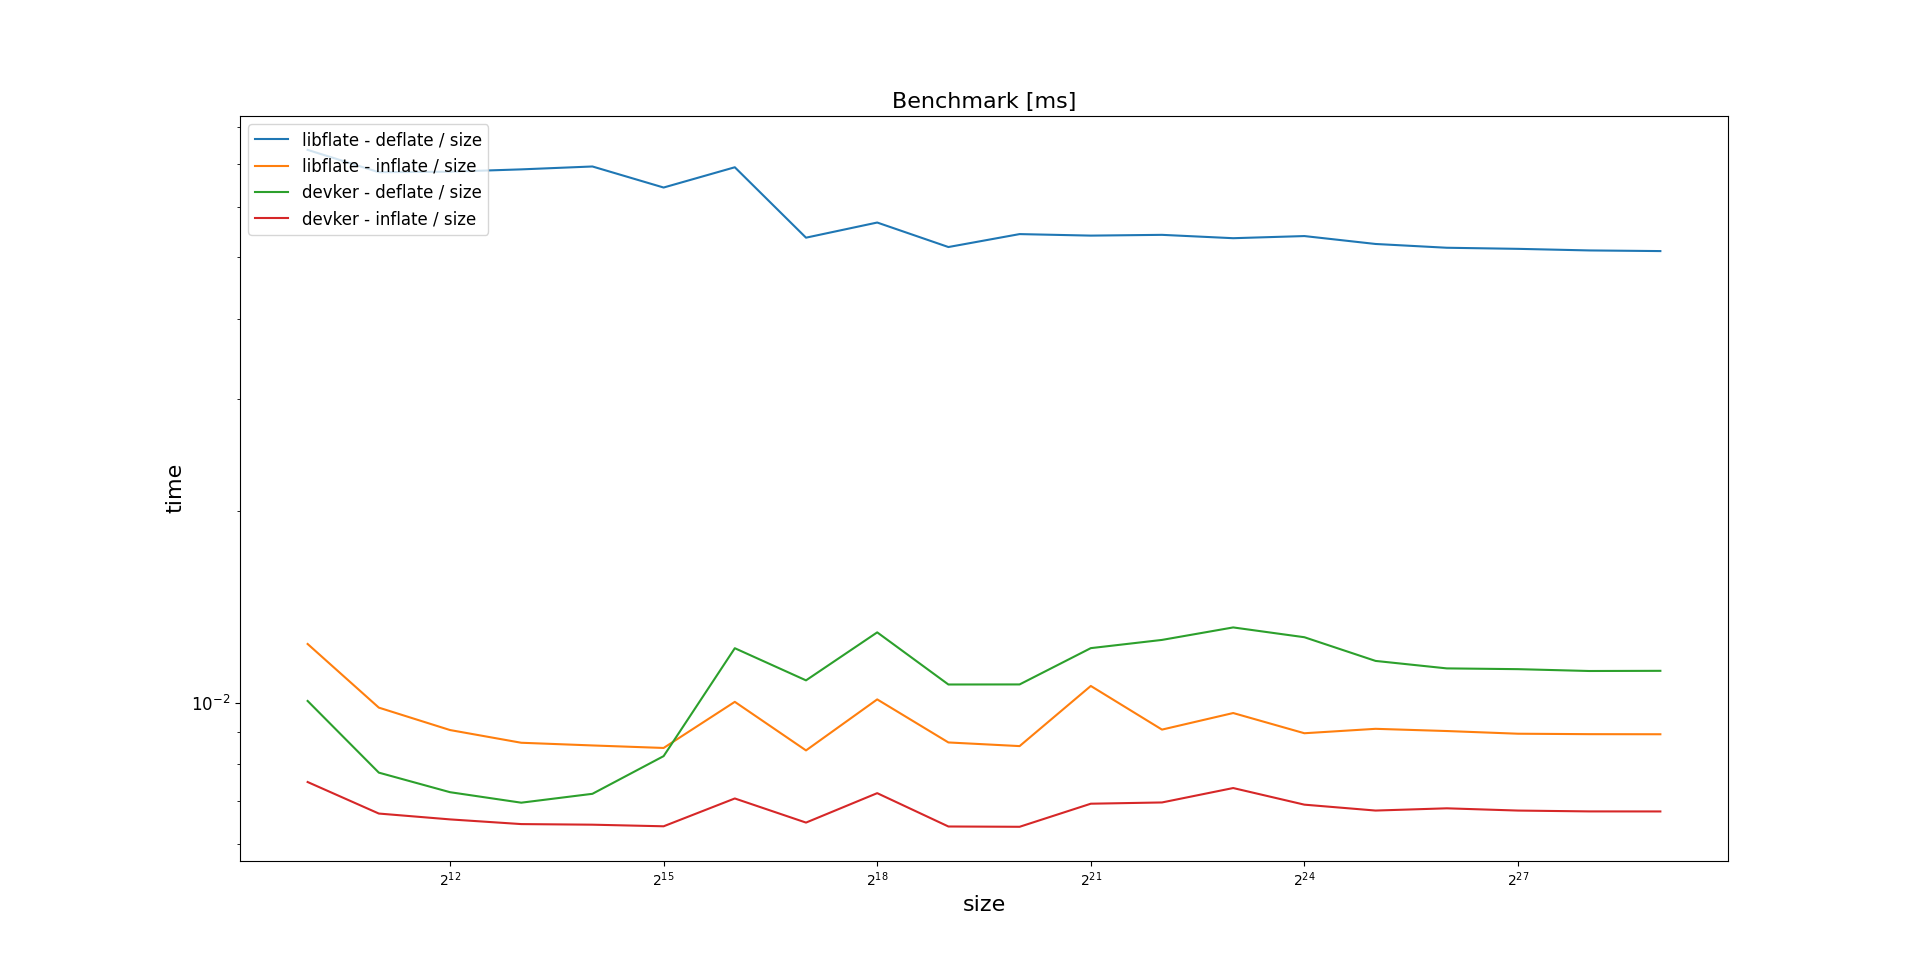 Benchmark [ms]
libflate - deflate / size
libflate - inflate / size
devker - deflate / size
devker - inflate / size
time
10⁻²
2¹² 2¹⁵ 2¹⁸ 2²¹ 2²⁴ 2²⁷
size